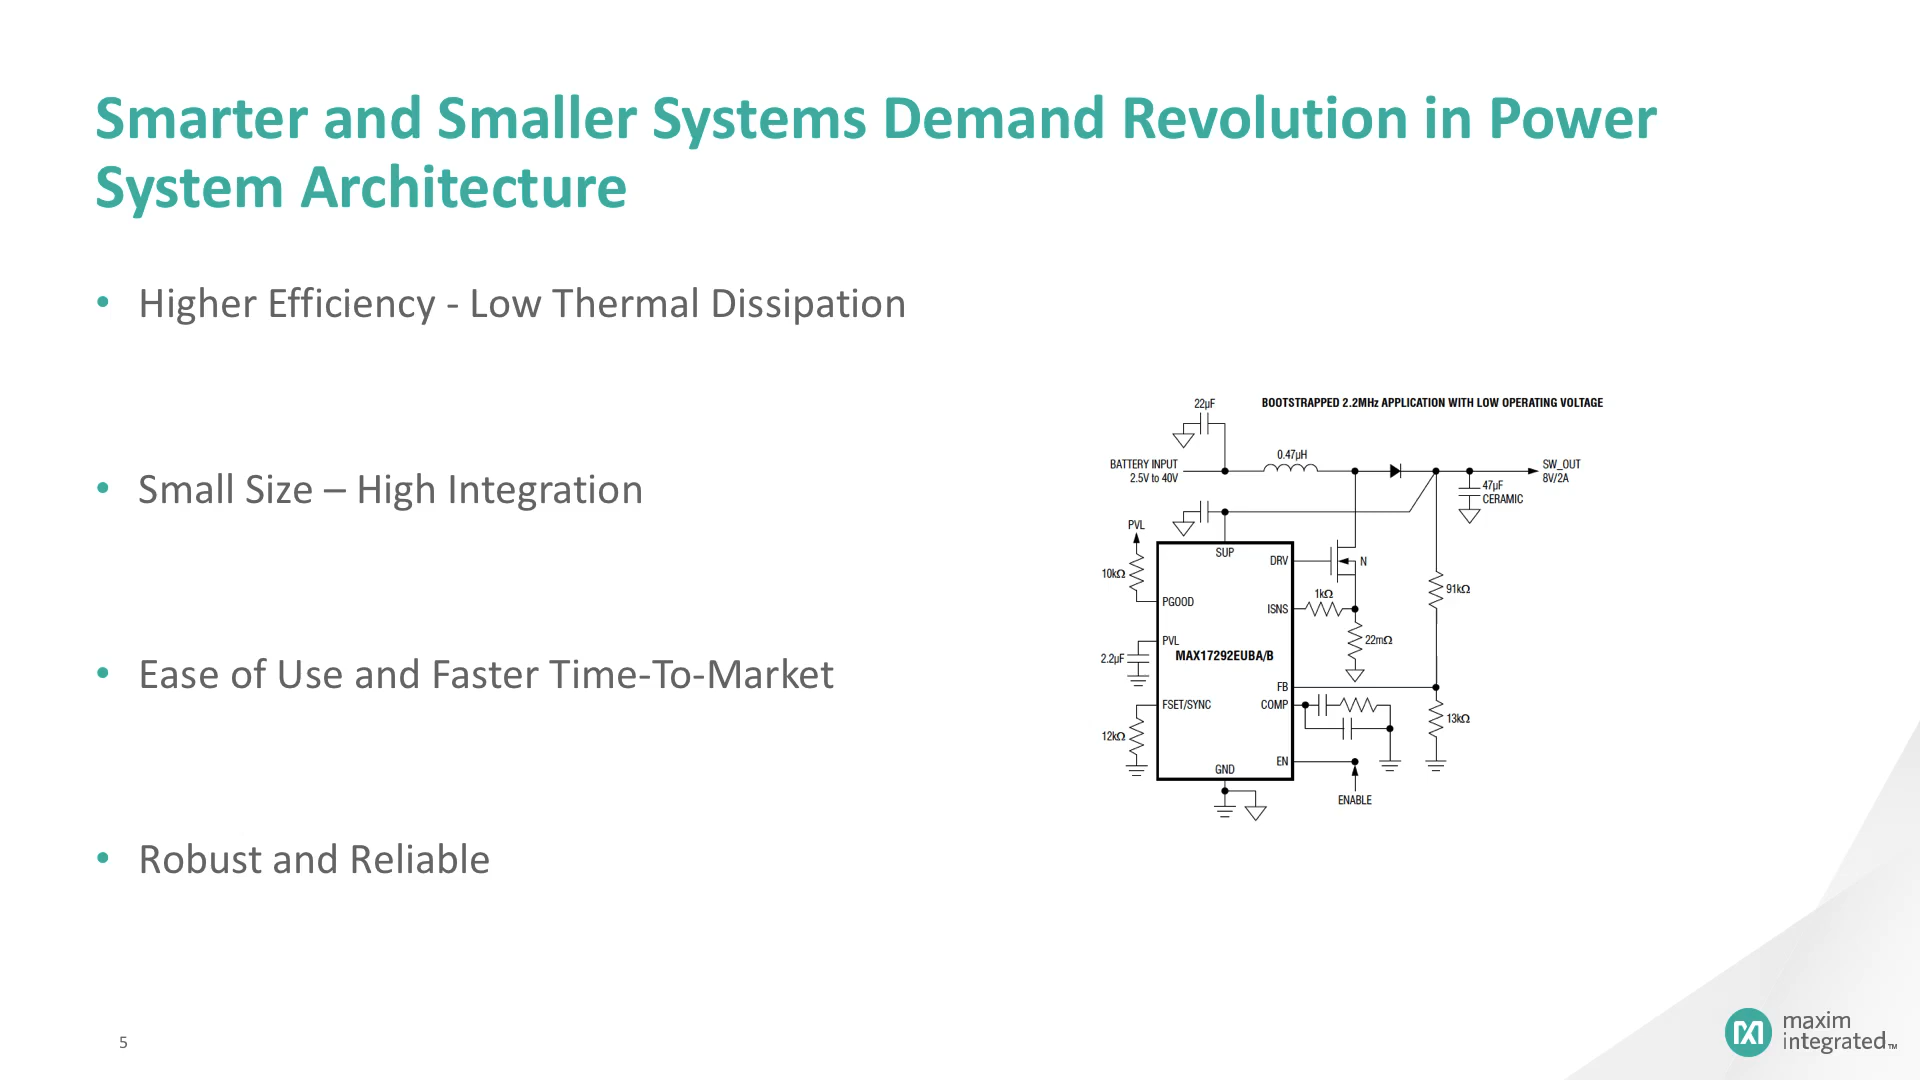 Smarter and Smaller Systems Demand Revolution in Power
System Architecture
• Higher Efficiency - Low Thermal Dissipation
• Small Size – High Integration
• Ease of Use and Faster Time-To-Market
• Robust and Reliable
BOOTSTRAPPED 2.2MHz APPLICATION WITH LOW OPERATING VOLTAGE
22µF
0.47µH
BATTERY INPUT
2.5V to 40V
SW_OUT
8V/2A
47µF
CERAMIC
PVL
SUP
DRV
N
10kΩ
91kΩ
1kΩ
PGOOD
ISNS
PVL
22mΩ
2.2µF
MAX17292EUBA/B
FB
FSET/SYNC
COMP
13kΩ
12kΩ
EN
GND
ENABLE
5
maxim
integrated™